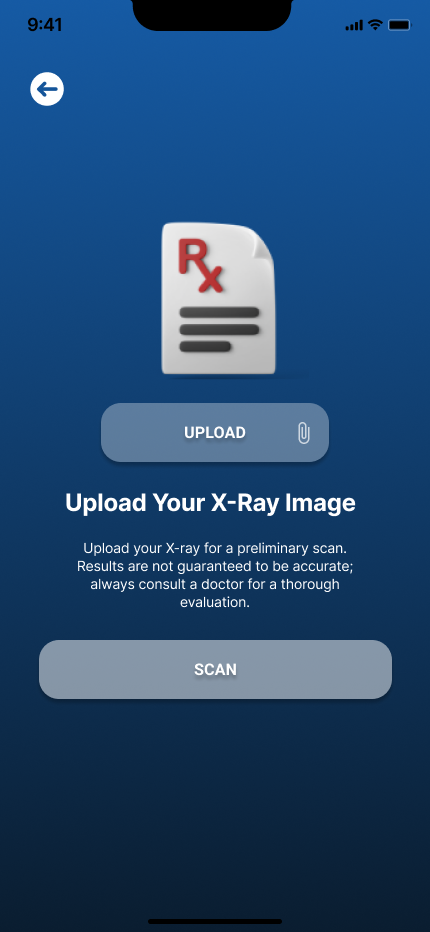 9:41
Rx
UPLOAD
Upload Your X-Ray Image
Upload your X-ray for a preliminary scan.
Results are not guaranteed to be accurate;
always consult a doctor for a thorough
evaluation.
SCAN